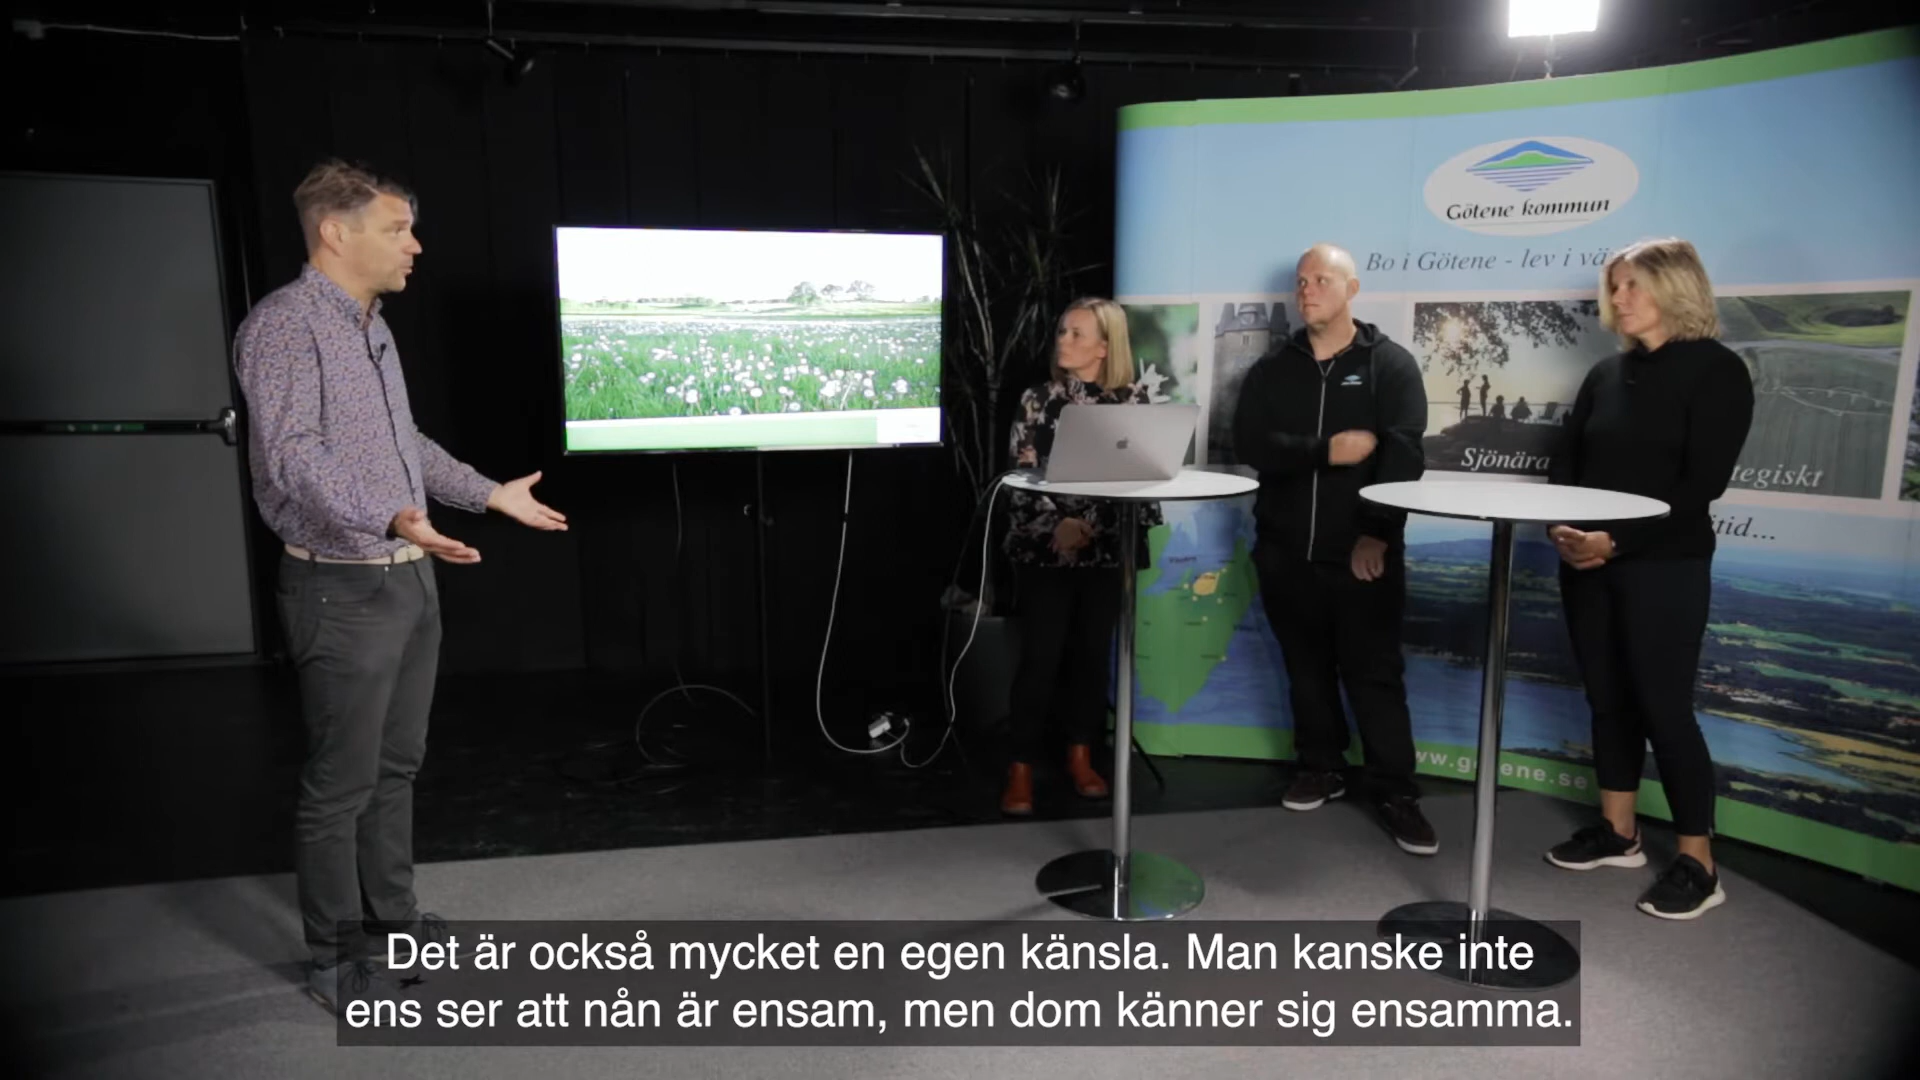 Götene kommun
Bo i Götene - lev i vä
Sjönära
tegiskt
tid...
www.götene.se
Det är också mycket en egen känsla. Man kanske inte
ens ser att nån är ensam, men dom känner sig ensamma.